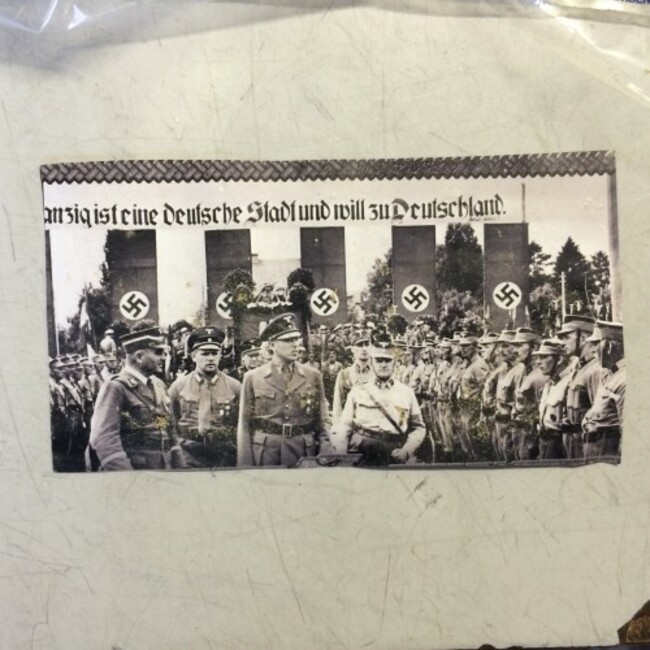 anzig ist eine deutsche Stadt und will zu Deutschland.